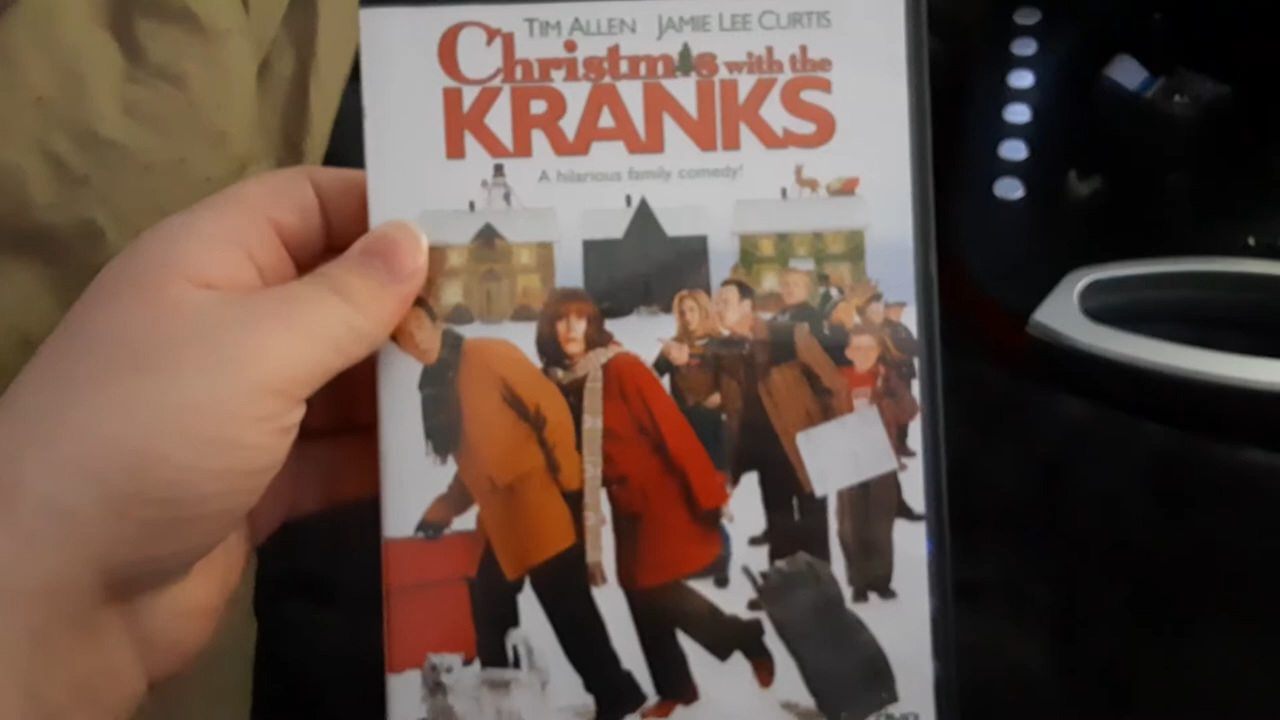 TIM ALLEN JAMIE LEE CURTIS
Christmas with the
KRANKS
A hilarious family comedy!